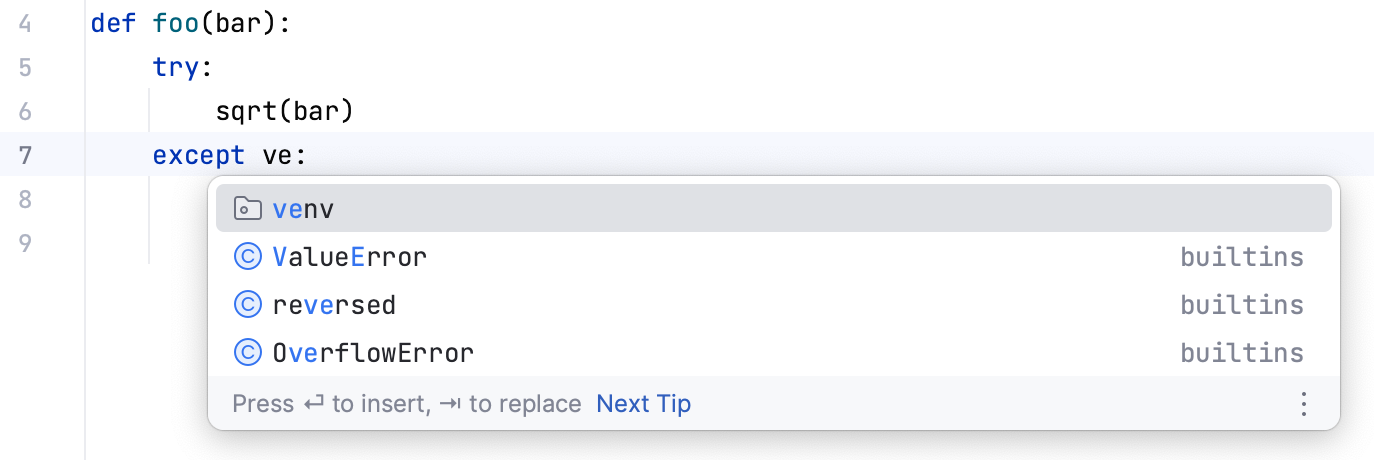 4 def foo(bar):
5     try:
6         sqrt(bar)
7     except ve:
venv
8
ValueError builtins
9
reversed builtins
OverflowError builtins
Press ↵ to insert, ⇥ to replace Next Tip